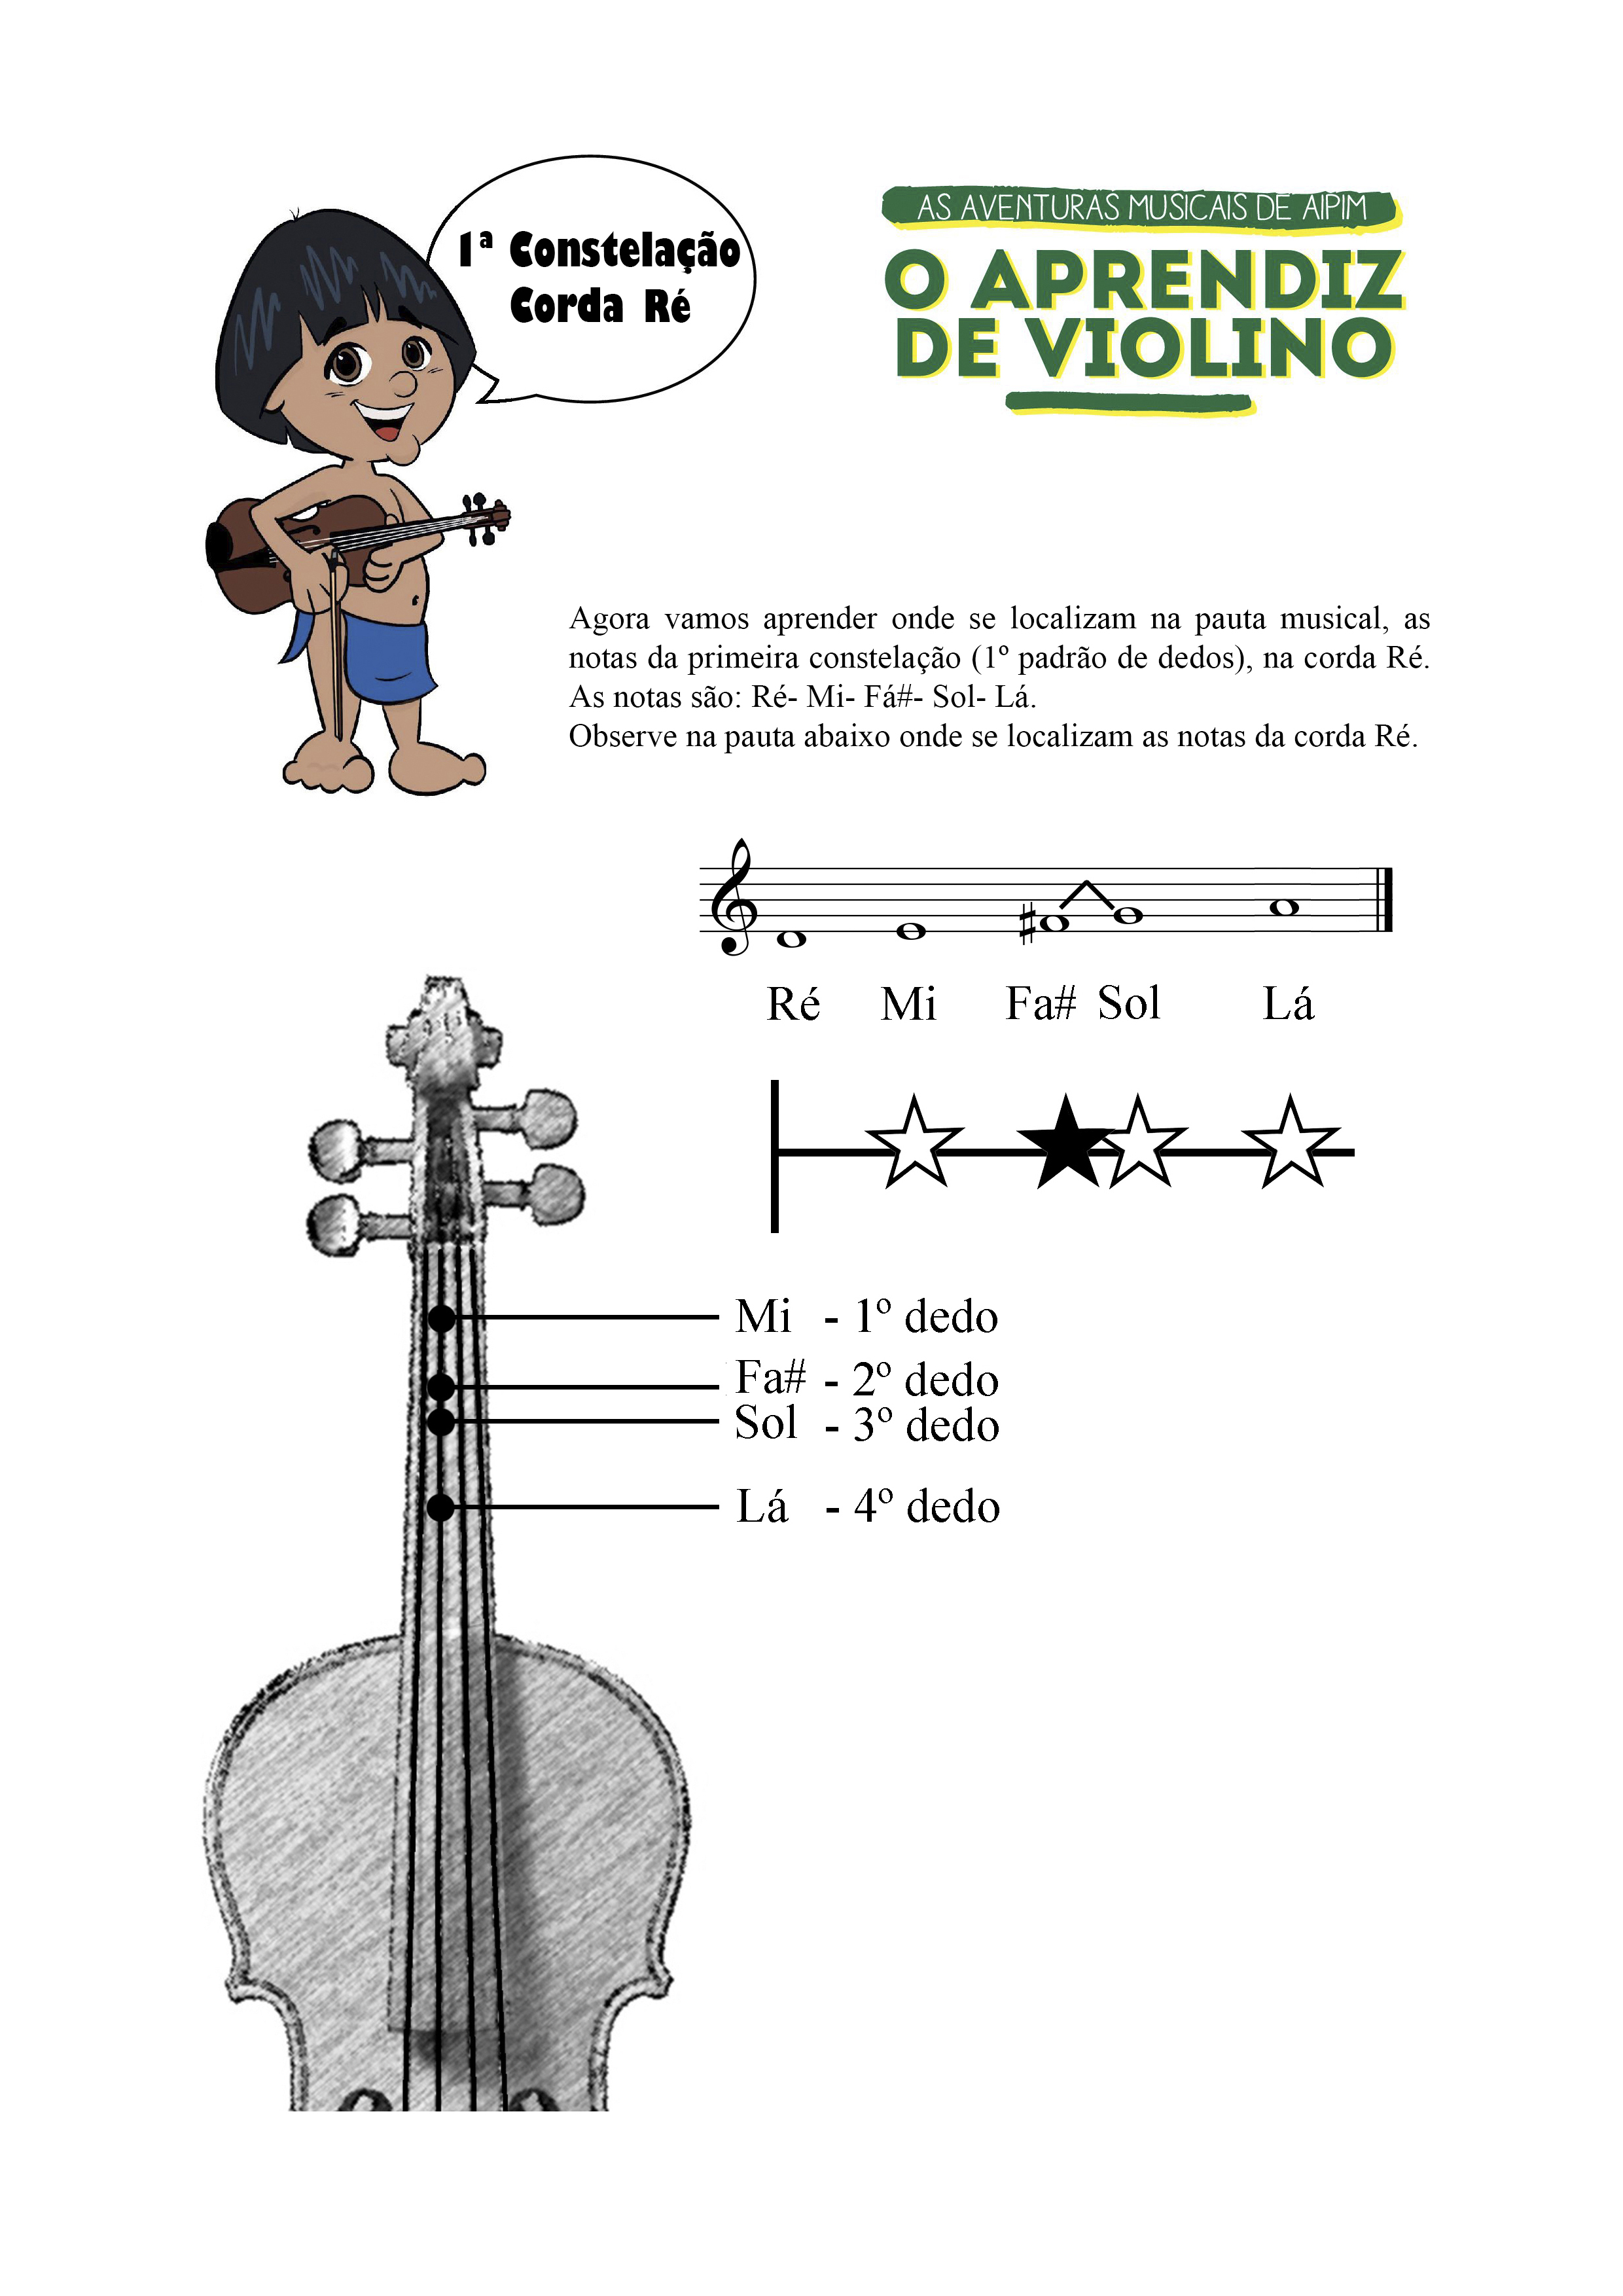 1ª Constelação
Corda Ré
AS AVENTURAS MUSICAIS DE AIPIM
O APRENDIZ
DE VIOLINO
Agora vamos aprender onde se localizam na pauta musical, as
notas da primeira constelação (1º padrão de dedos), na corda Ré.
As notas são: Ré- Mi- Fá#- Sol- Lá.
Observe na pauta abaixo onde se localizam as notas da corda Ré.
Ré Mi Fa# Sol Lá
Mi - 1º dedo
Fa# - 2º dedo
Sol - 3º dedo
Lá - 4º dedo